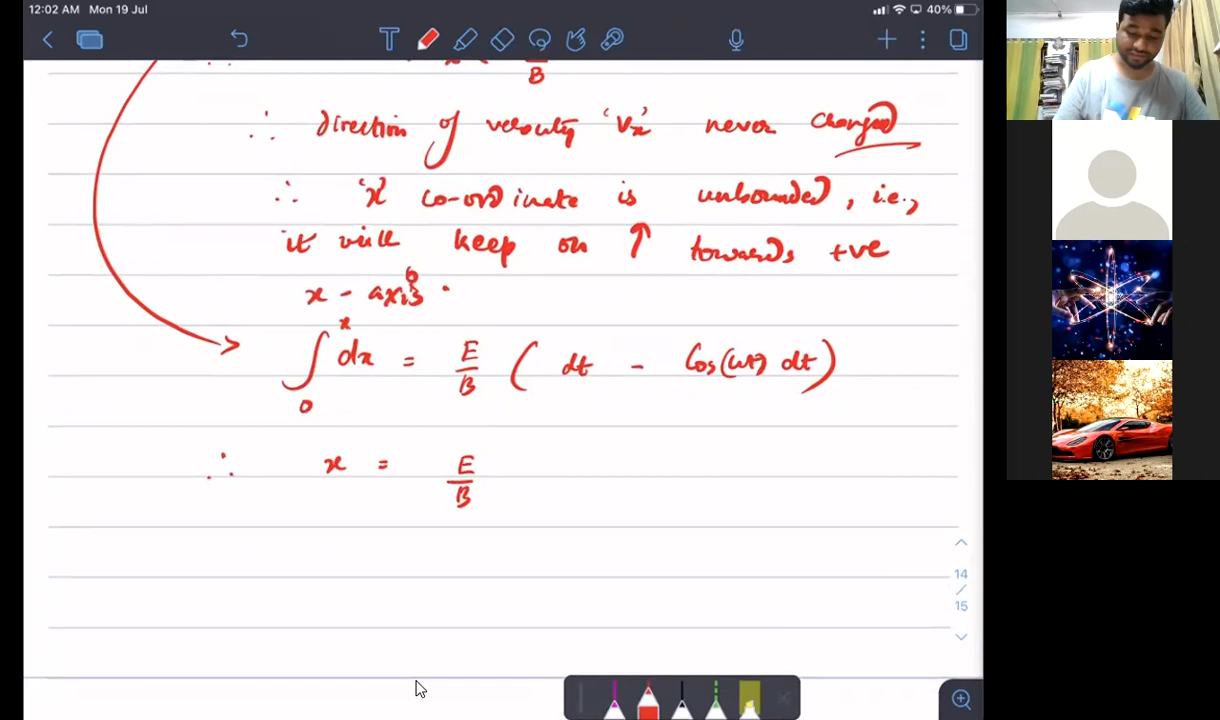 12:02 AM Mon 19 Jul
40%
B
∴ direction of velocity 'Vx' never changed
∴ 'x' co-ordinate is unbounded, i.e.,
it will keep on ↑ towards +ve
x - axis.
∫₀ˣ dx = E/B ( dt - Cos(ωt) dt )
∴ x = E/B
14
/
15